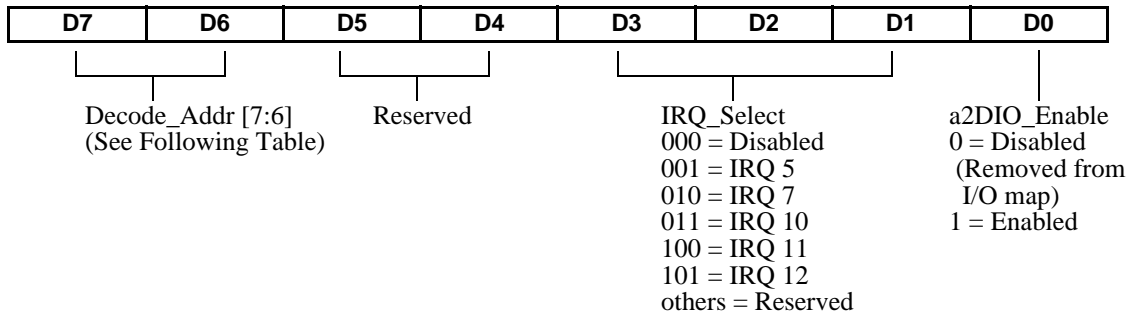 D7 D6 D5 D4 D3 D2 D1 D0
Decode_Addr [7:6]
(See Following Table)
Reserved
IRQ_Select
000 = Disabled
001 = IRQ 5
010 = IRQ 7
011 = IRQ 10
100 = IRQ 11
101 = IRQ 12
others = Reserved
a2DIO_Enable
0 = Disabled
(Removed from
I/O map)
1 = Enabled